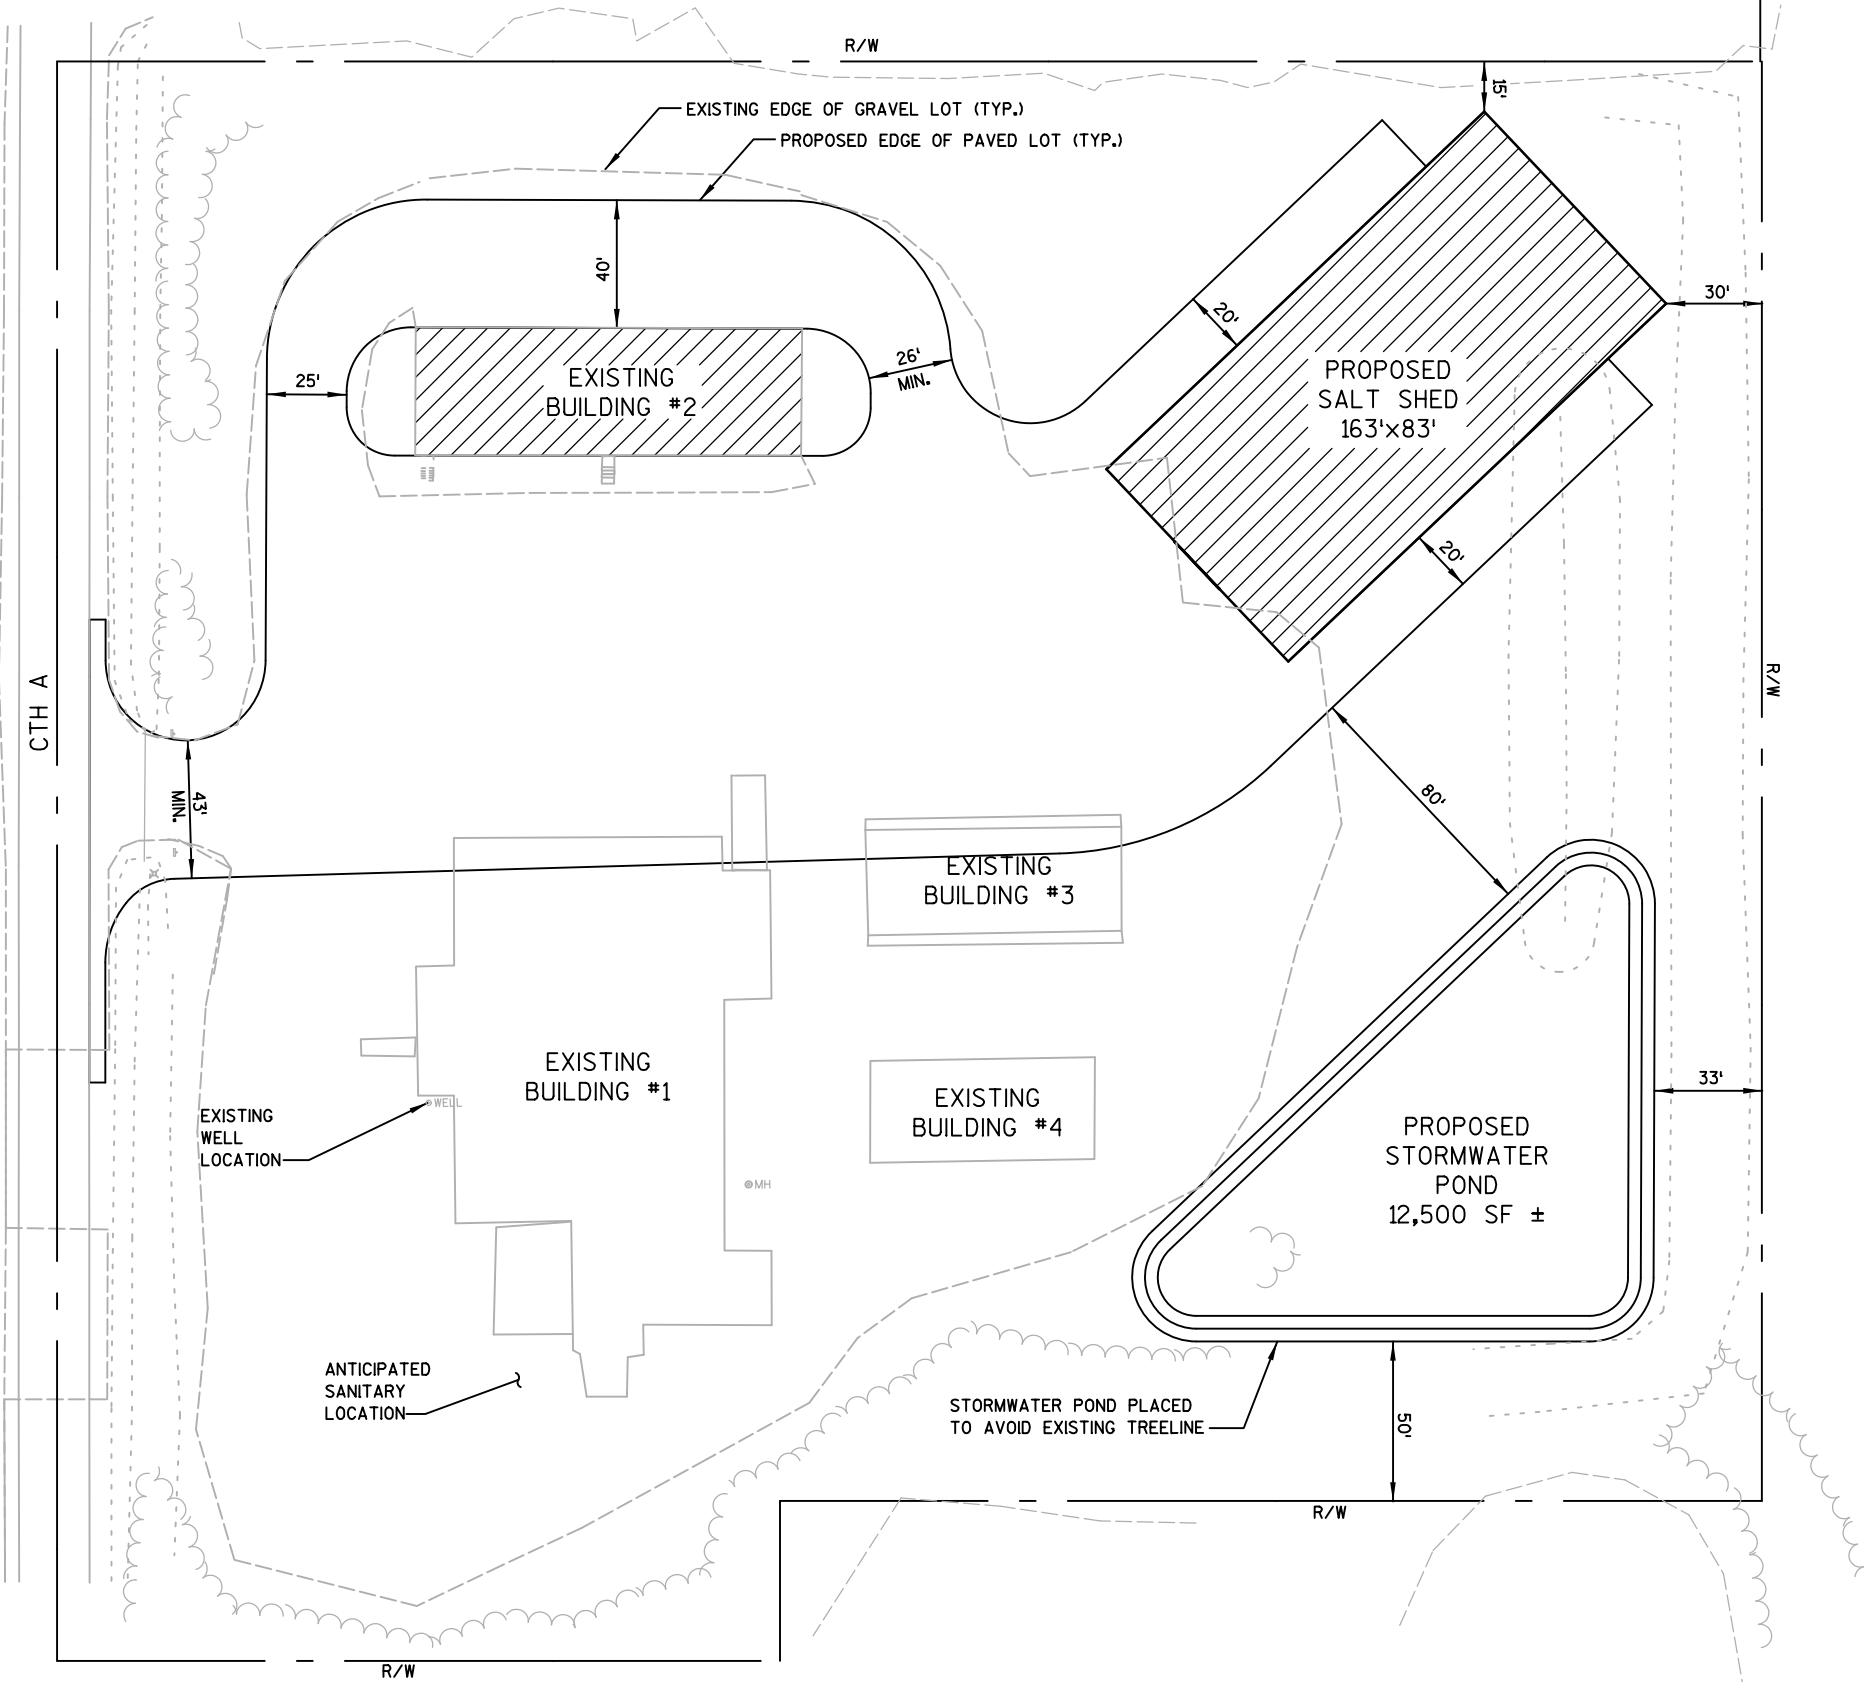 R/W
15'
EXISTING EDGE OF GRAVEL LOT (TYP.)
PROPOSED EDGE OF PAVED LOT (TYP.)
40'
20'
30'
26'
MIN.
25'
EXISTING
BUILDING #2
PROPOSED
SALT SHED
163'x83'
20'
CTH A
R/W
43'
MIN.
80'
EXISTING
BUILDING #3
EXISTING
BUILDING #1
EXISTING
BUILDING #4
33'
WELL
EXISTING
WELL
LOCATION
MH
PROPOSED
STORMWATER
POND
12,500 SF ±
ANTICIPATED
SANITARY
LOCATION
STORMWATER POND PLACED
TO AVOID EXISTING TREELINE
50'
R/W
R/W